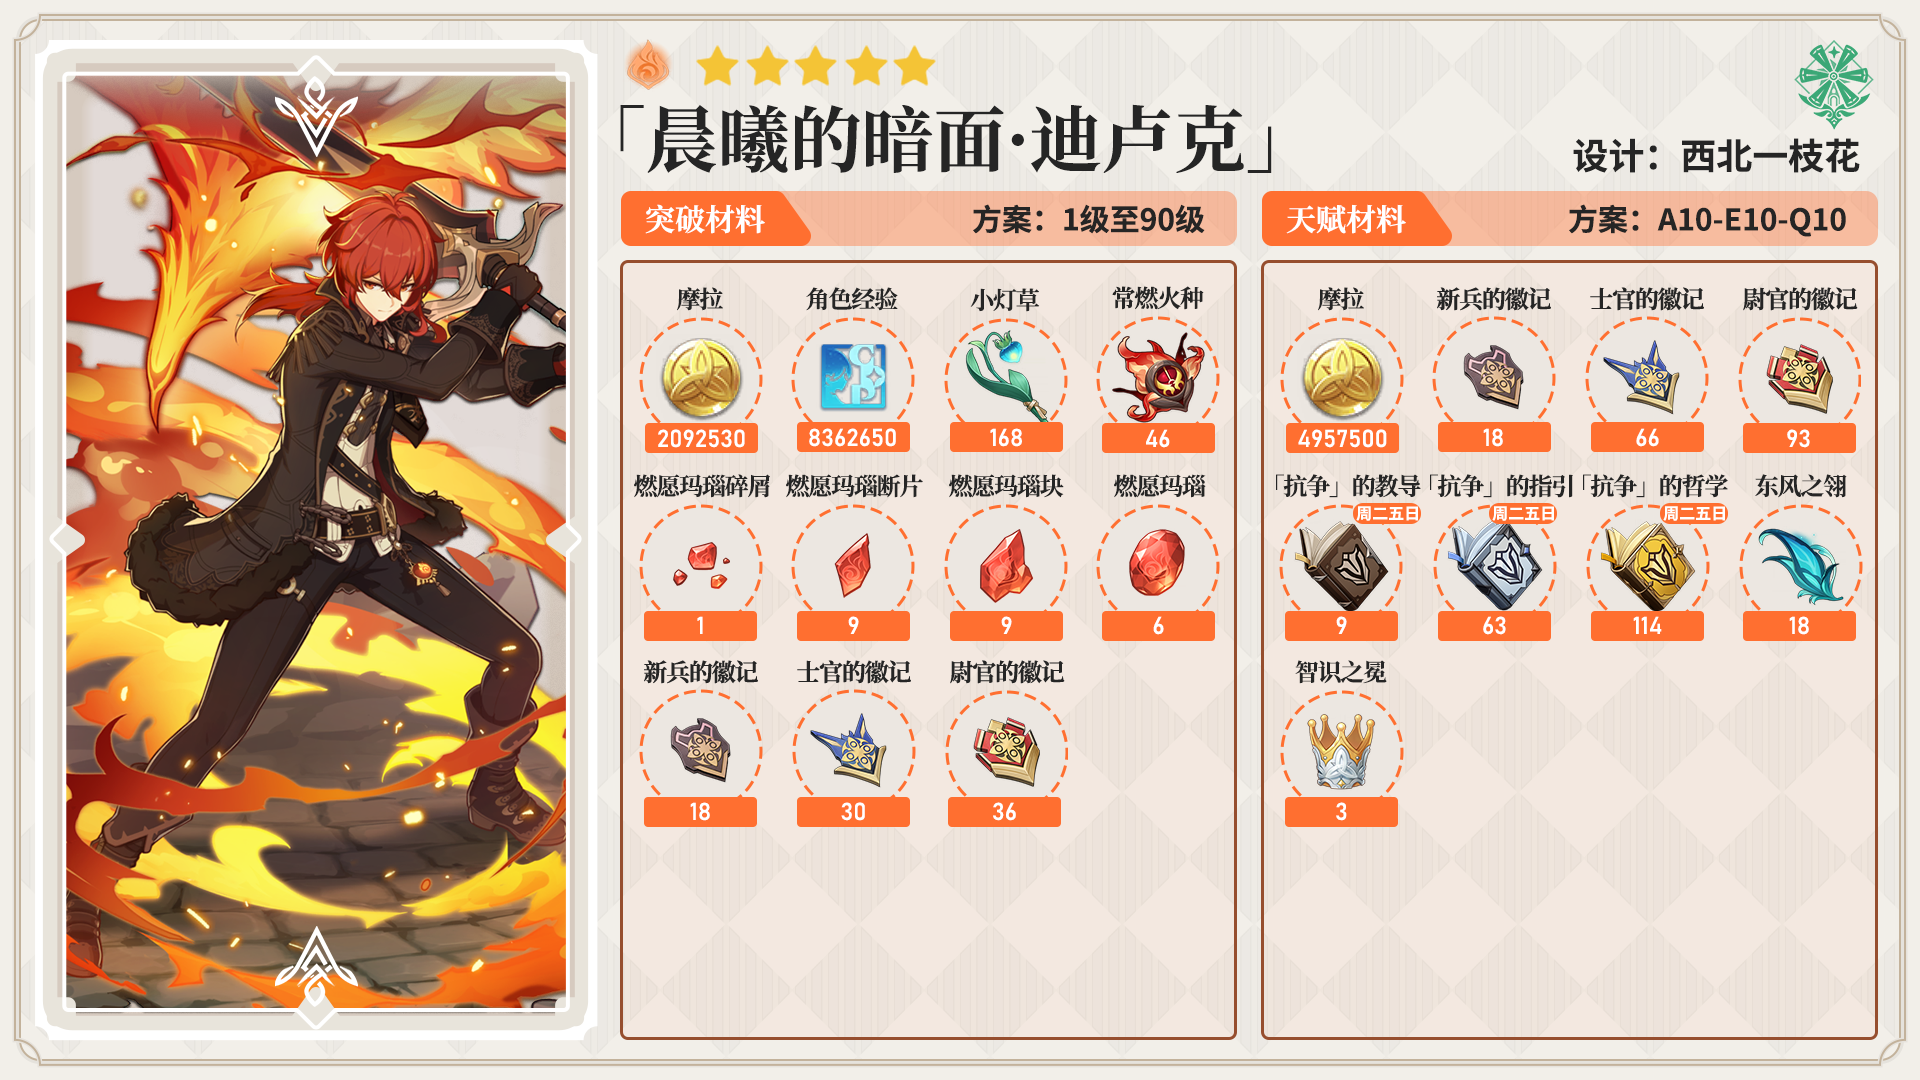 「晨曦的暗面·迪卢克」
设计：西北一枝花
突破材料
方案：1级至90级
摩拉
角色经验
小灯草
常燃火种
2092530
8362650
168
46
燃愿玛瑙碎屑
燃愿玛瑙断片
燃愿玛瑙块
燃愿玛瑙
1
9
9
6
新兵的徽记
士官的徽记
尉官的徽记
18
30
36
天赋材料
方案：A10-E10-Q10
摩拉
新兵的徽记
士官的徽记
尉官的徽记
4957500
18
66
93
「抗争」的教导
「抗争」的指引
「抗争」的哲学
东风之翎
周二五日
周二五日
周二五日
9
63
114
18
智识之冕
3